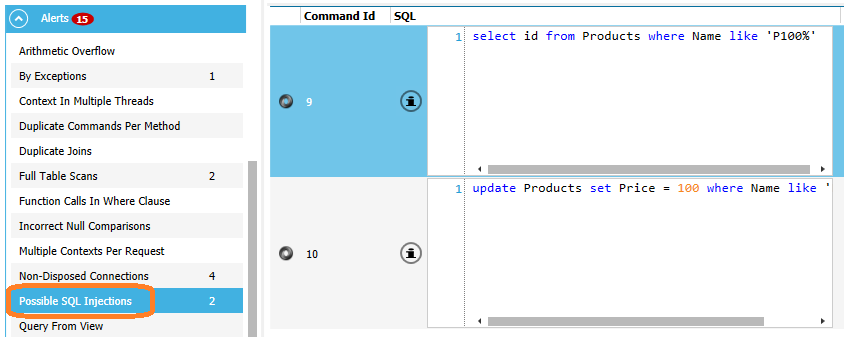 Alerts 15
Arithmetic Overflow
By Exceptions 1
Context In Multiple Threads
Duplicate Commands Per Method
Duplicate Joins
Full Table Scans 2
Function Calls In Where Clause
Incorrect Null Comparisons
Multiple Contexts Per Request
Non-Disposed Connections 4
Possible SQL Injections 2
Query From View
Command Id SQL
9
1 select id from Products where Name like 'P100%'
10
1 update Products set Price = 100 where Name like '